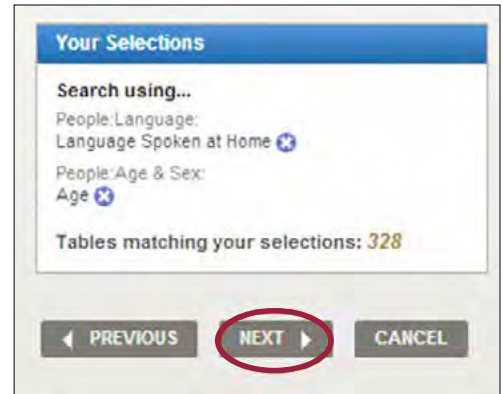 Your Selections
Search using...
People:Language:
Language Spoken at Home
People:Age & Sex:
Age
Tables matching your selections: 328
PREVIOUS
NEXT
CANCEL